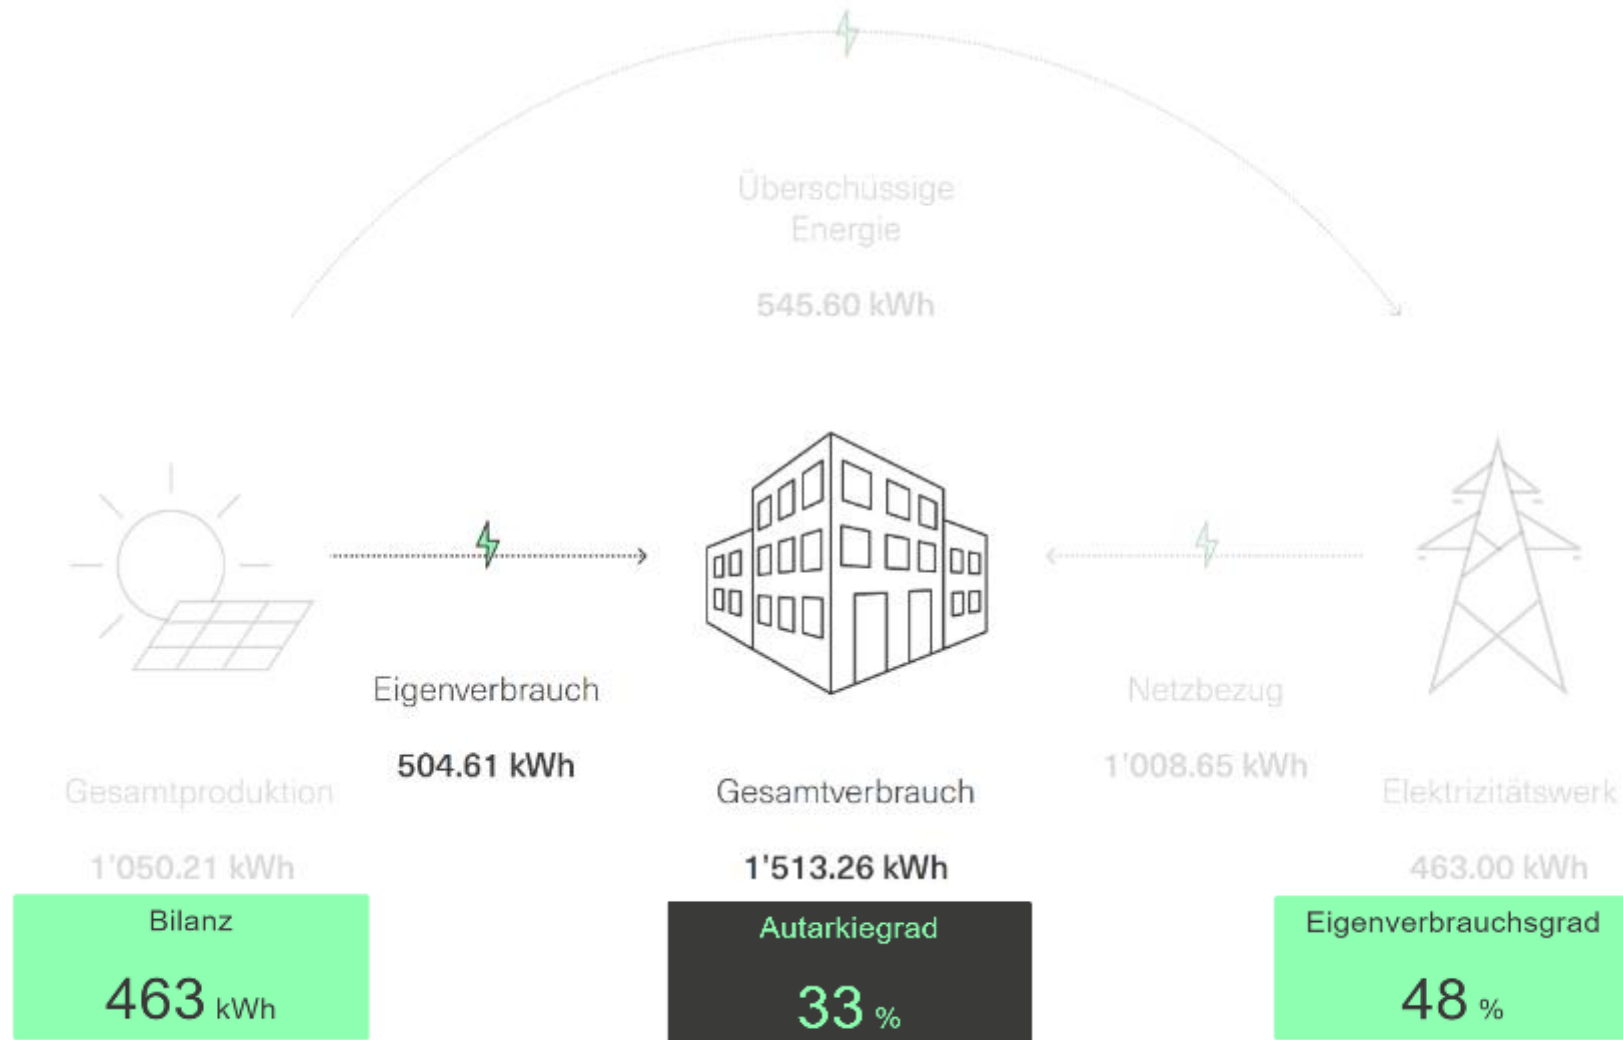 Überschüssige
Energie
545.60 kWh
Eigenverbrauch
504.61 kWh
Netzbezug
1'008.65 kWh
Gesamtproduktion
1'050.21 kWh
Gesamtverbrauch
1'513.26 kWh
Elektrizitätswerk
463.00 kWh
Bilanz
463 kWh
Autarkiegrad
33 %
Eigenverbrauchsgrad
48 %